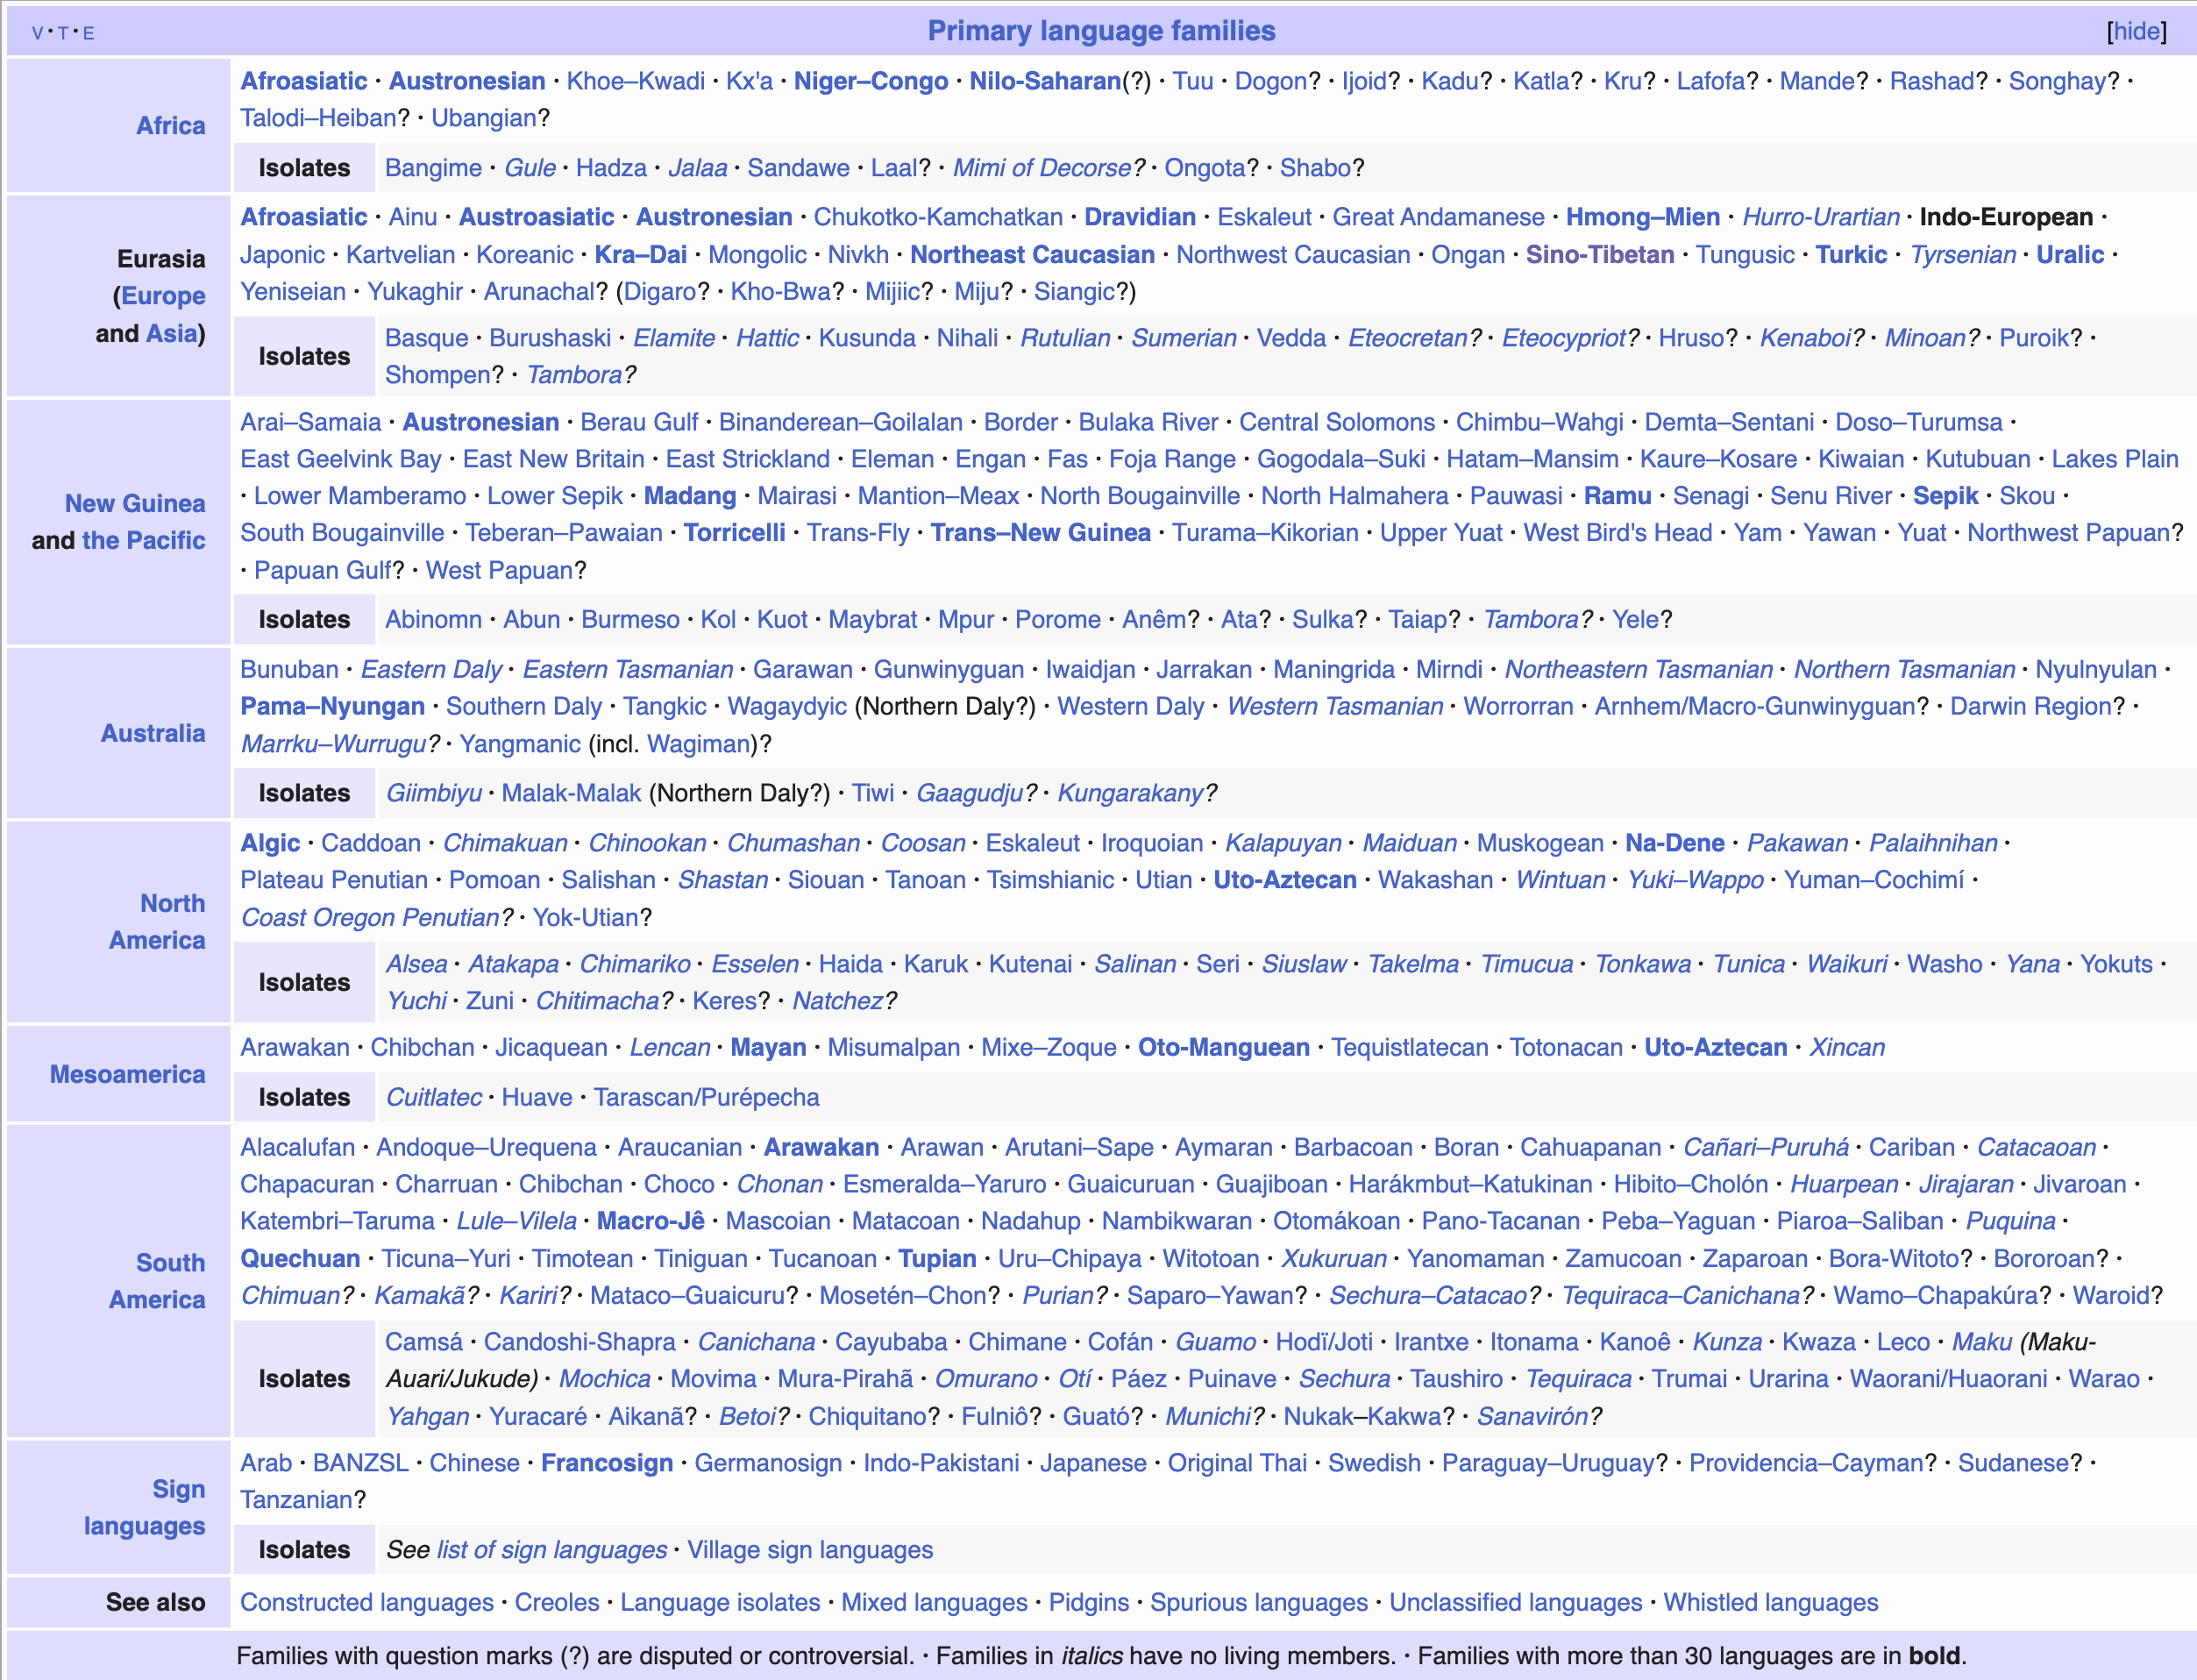 V · T · E
Primary language families
[hide]
Africa
Afroasiatic · Austronesian · Khoe–Kwadi · Kx'a · Niger–Congo · Nilo-Saharan(?) · Tuu · Dogon? · Ijoid? · Kadu? · Katla? · Kru? · Lafofa? · Mande? · Rashad? · Songhay? ·
Talodi–Heiban? · Ubangian?
Isolates
Bangime · Gule · Hadza · Jalaa · Sandawe · Laal? · Mimi of Decorse? · Ongota? · Shabo?
Eurasia
(Europe
and Asia)
Afroasiatic · Ainu · Austroasiatic · Austronesian · Chukotko-Kamchatkan · Dravidian · Eskaleut · Great Andamanese · Hmong–Mien · Hurro-Urartian · Indo-European ·
Japonic · Kartvelian · Koreanic · Kra–Dai · Mongolic · Nivkh · Northeast Caucasian · Northwest Caucasian · Ongan · Sino-Tibetan · Tungusic · Turkic · Tyrsenian · Uralic ·
Yeniseian · Yukaghir · Arunachal? (Digaro? · Kho-Bwa? · Mijiic? · Miju? · Siangic?)
Isolates
Basque · Burushaski · Elamite · Hattic · Kusunda · Nihali · Rutulian · Sumerian · Vedda · Eteocretan? · Eteocypriot? · Hruso? · Kenaboi? · Minoan? · Puroik? ·
Shompen? · Tambora?
New Guinea
and the Pacific
Arai–Samaia · Austronesian · Berau Gulf · Binanderean–Goilalan · Border · Bulaka River · Central Solomons · Chimbu–Wahgi · Demta–Sentani · Doso–Turumsa ·
East Geelvink Bay · East New Britain · East Strickland · Eleman · Engan · Fas · Foja Range · Gogodala–Suki · Hatam–Mansim · Kaure–Kosare · Kiwaian · Kutubuan · Lakes Plain
· Lower Mamberamo · Lower Sepik · Madang · Mairasi · Mantion–Meax · North Bougainville · North Halmahera · Pauwasi · Ramu · Senagi · Senu River · Sepik · Skou ·
South Bougainville · Teberan–Pawaian · Torricelli · Trans-Fly · Trans–New Guinea · Turama–Kikorian · Upper Yuat · West Bird's Head · Yam · Yawan · Yuat · Northwest Papuan?
· Papuan Gulf? · West Papuan?
Isolates
Abinomn · Abun · Burmeso · Kol · Kuot · Maybrat · Mpur · Porome · Anêm? · Ata? · Sulka? · Taiap? · Tambora? · Yele?
Australia
Bunuban · Eastern Daly · Eastern Tasmanian · Garawan · Gunwinyguan · Iwaidjan · Jarrakan · Maningrida · Mirndi · Northeastern Tasmanian · Northern Tasmanian · Nyulnyulan ·
Pama–Nyungan · Southern Daly · Tangkic · Wagaydyic (Northern Daly?) · Western Daly · Western Tasmanian · Worrorran · Arnhem/Macro-Gunwinyguan? · Darwin Region? ·
Marrku–Wurrugu? · Yangmanic (incl. Wagiman)?
Isolates
Giimbiyu · Malak-Malak (Northern Daly?) · Tiwi · Gaagudju? · Kungarakany?
North
America
Algic · Caddoan · Chimakuan · Chinookan · Chumashan · Coosan · Eskaleut · Iroquoian · Kalapuyan · Maiduan · Muskogean · Na-Dene · Pakawan · Palaihnihan ·
Plateau Penutian · Pomoan · Salishan · Shastan · Siouan · Tanoan · Tsimshianic · Utian · Uto-Aztecan · Wakashan · Wintuan · Yuki–Wappo · Yuman–Cochimí ·
Coast Oregon Penutian? · Yok-Utian?
Isolates
Alsea · Atakapa · Chimariko · Esselen · Haida · Karuk · Kutenai · Salinan · Seri · Siuslaw · Takelma · Timucua · Tonkawa · Tunica · Waikuri · Washo · Yana · Yokuts ·
Yuchi · Zuni · Chitimacha? · Keres? · Natchez?
Mesoamerica
Arawakan · Chibchan · Jicaquean · Lencan · Mayan · Misumalpan · Mixe–Zoque · Oto-Manguean · Tequistlatecan · Totonacan · Uto-Aztecan · Xincan
Isolates
Cuitlatec · Huave · Tarascan/Purépecha
South
America
Alacalufan · Andoque–Urequena · Araucanian · Arawakan · Arawan · Arutani–Sape · Aymaran · Barbacoan · Boran · Cahuapanan · Cañari–Puruhá · Cariban · Catacaoan ·
Chapacuran · Charruan · Chibchan · Choco · Chonan · Esmeralda–Yaruro · Guaicuruan · Guajiboan · Harákmbut–Katukinan · Hibito–Cholón · Huarpean · Jirajaran · Jivaroan ·
Katembri–Taruma · Lule–Vilela · Macro-Jê · Mascoian · Matacoan · Nadahup · Nambikwaran · Otomákoan · Pano-Tacanan · Peba–Yaguan · Piaroa–Saliban · Puquina ·
Quechuan · Ticuna–Yuri · Timotean · Tiniguan · Tucanoan · Tupian · Uru–Chipaya · Witotoan · Xukuruan · Yanomaman · Zamucoan · Zaparoan · Bora-Witoto? · Bororoan? ·
Chimuan? · Kamakã? · Kariri? · Mataco–Guaicuru? · Mosetén–Chon? · Purian? · Saparo–Yawan? · Sechura–Catacao? · Tequiraca–Canichana? · Wamo–Chapakúra? · Waroid?
Isolates
Camsá · Candoshi-Shapra · Canichana · Cayubaba · Chimane · Cofán · Guamo · Hodï/Joti · Irantxe · Itonama · Kanoê · Kunza · Kwaza · Leco · Maku (Maku-
Auari/Jukude) · Mochica · Movima · Mura-Pirahã · Omurano · Otí · Páez · Puinave · Sechura · Taushiro · Tequiraca · Trumai · Urarina · Waorani/Huaorani · Warao ·
Yahgan · Yuracaré · Aikanã? · Betoi? · Chiquitano? · Fulniô? · Guató? · Munichi? · Nukak–Kakwa? · Sanavirón?
Sign
languages
Arab · BANZSL · Chinese · Francosign · Germanosign · Indo-Pakistani · Japanese · Original Thai · Swedish · Paraguay–Uruguay? · Providencia–Cayman? · Sudanese? ·
Tanzanian?
Isolates
See list of sign languages · Village sign languages
See also
Constructed languages · Creoles · Language isolates · Mixed languages · Pidgins · Spurious languages · Unclassified languages · Whistled languages
Families with question marks (?) are disputed or controversial. · Families in italics have no living members. · Families with more than 30 languages are in bold.